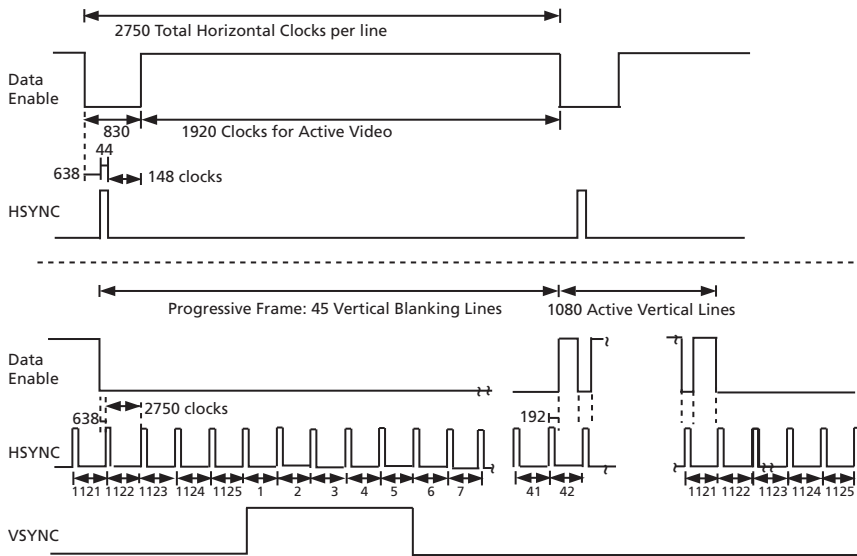 2750 Total Horizontal Clocks per line
Data
Enable
830
1920 Clocks for Active Video
44
638
148 clocks
HSYNC
Progressive Frame: 45 Vertical Blanking Lines
1080 Active Vertical Lines
Data
Enable
638
2750 clocks
192
HSYNC
1121 1122 1123 1124 1125 1 2 3 4 5 6 7 41 42 1121 1122 1123 1124 1125
VSYNC